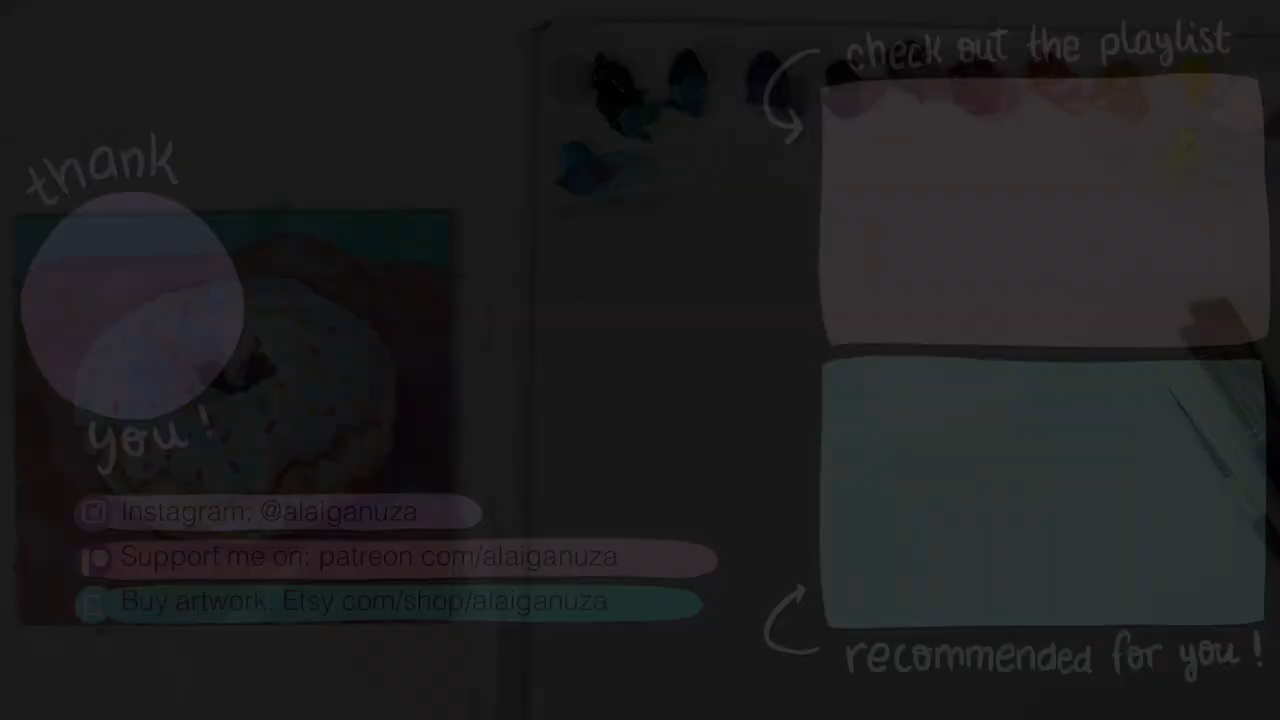 check out the playlist
thank
you!
Instagram: @alaiganuza
Support me on: patreon.com/alaiganuza
Buy artwork: Etsy.com/shop/alaiganuza
recommended for you!